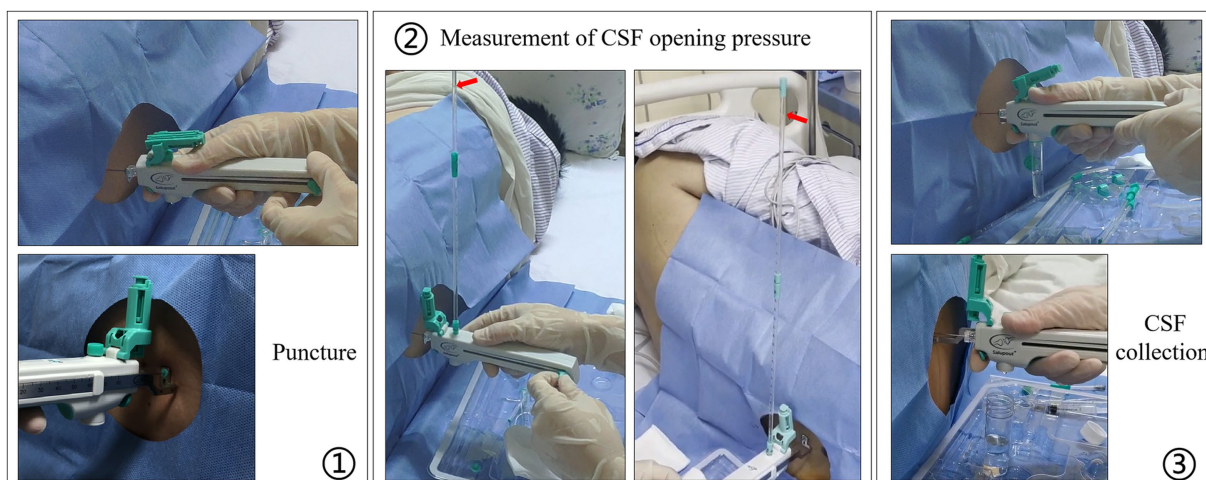 Puncture
①
② Measurement of CSF opening pressure
CSF
collection
③